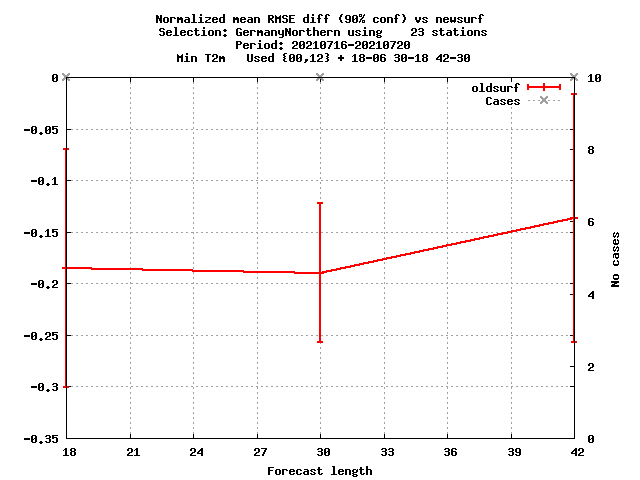 Normalized mean RMSE diff (90% conf) vs newsurf
Selection: GermanyNorthern using    23 stations
Period: 20210716-20210720
Min T2m   Used {00,12} + 18-06 30-18 42-30
oldsurf
Cases
0
-0.05
-0.1
-0.15
-0.2
-0.25
-0.3
-0.35
10
8
6
4
2
0
No cases
18 21 24 27 30 33 36 39 42
Forecast length